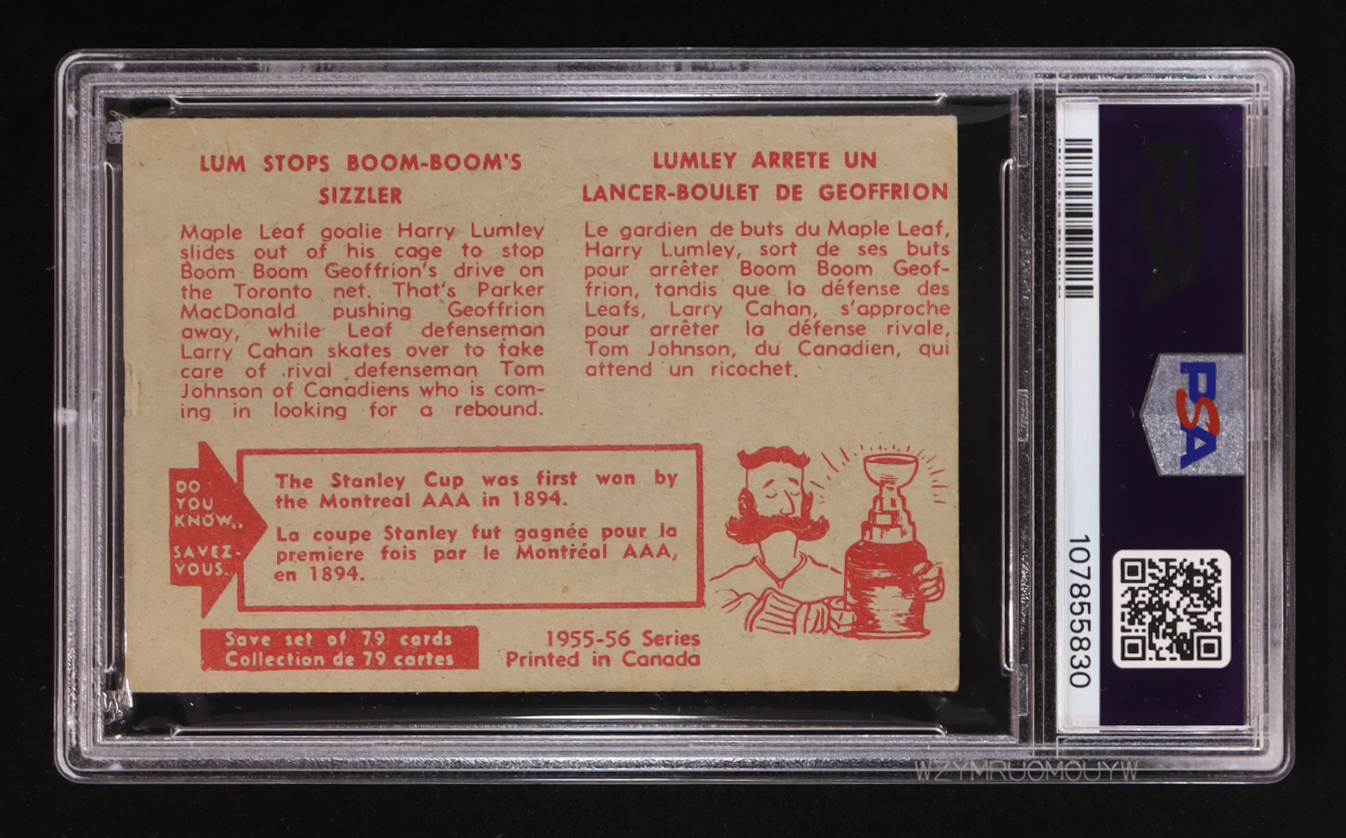 LUM STOPS BOOM-BOOM'S
SIZZLER
Maple Leaf goalie Harry Lumley
slides out of his cage to stop
Boom Boom Geoffrion's drive on
the Toronto net. That's Parker
MacDonald pushing Geoffrion
away, while Leaf defenseman
Larry Cahan skates over to take
care of rival defenseman Tom
Johnson of Canadiens who is com-
ing in looking for a rebound.
LUMLEY ARRETE UN
LANCER-BOULET DE GEOFFRION
Le gardien de buts du Maple Leaf,
Harry Lumley, sort de ses buts
pour arrêter Boom Boom Geof-
frion, tandis que la défense des
Leafs, Larry Cahan, s'approche
pour arrêter la défense rivale,
Tom Johnson, du Canadien, qui
attend un ricochet.
DO
YOU
KNOW..
SAVEZ-
VOUS.
The Stanley Cup was first won by
the Montreal AAA in 1894.
La coupe Stanley fut gagnée pour la
premiere fois par le Montréal AAA,
en 1894.
Save set of 79 cards
Collection de 79 cartes
1955-56 Series
Printed in Canada
PSA
PSA
107855830
WZYMRUOMOUYW